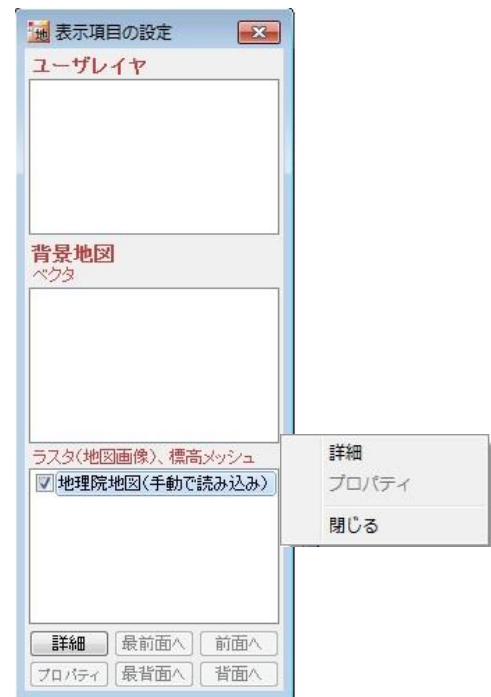 地 表示項目の設定
ユーザレイヤ
背景地図
ベクタ
ラスタ(地図画像)、標高メッシュ
地理院地図(手動で読み込み)
詳細
プロパティ
閉じる
詳細 最前面へ 前面へ
プロパティ 最背面へ 背面へ